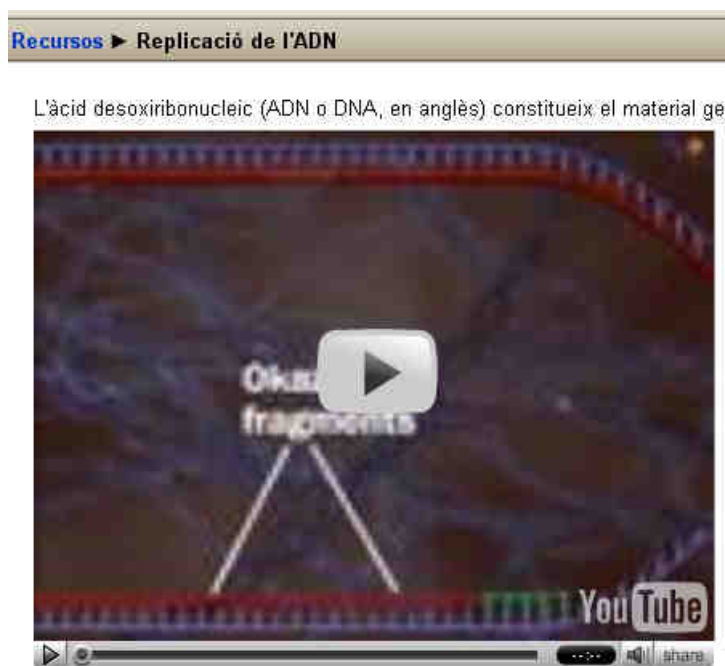 Recursos ► Replicació de l'ADN
L'àcid desoxiribonucleic (ADN o DNA, en anglès) constitueix el material ge
fragments
YouTube
share